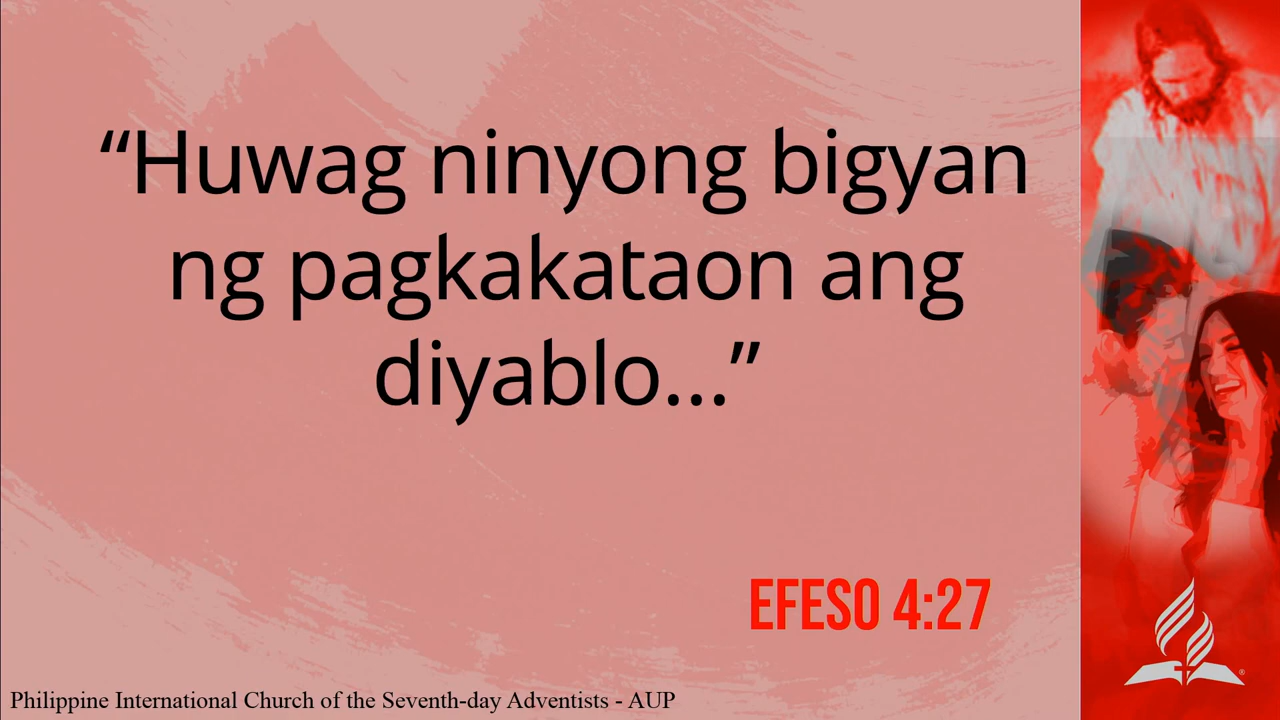 “Huwag ninyong bigyan
ng pagkakataon ang
diyablo...”
EFESO 4:27
Philippine International Church of the Seventh-day Adventists - AUP
®